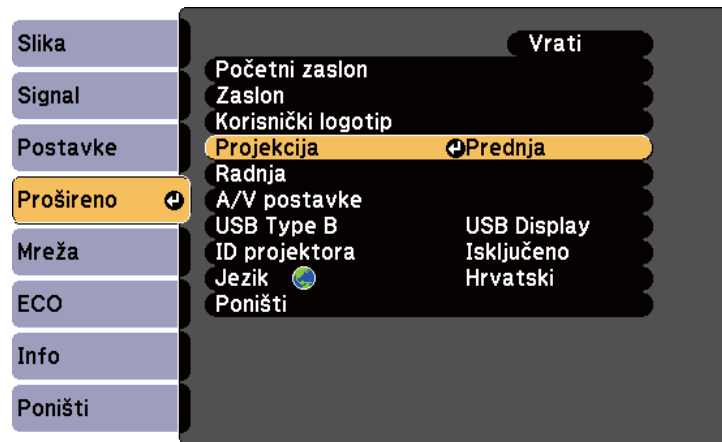 Slika
Signal
Postavke
Prošireno
Mreža
ECO
Info
Poništi
Vrati
Početni zaslon
Zaslon
Korisnički logotip
Projekcija Prednja
Radnja
A/V postavke
USB Type B USB Display
ID projektora Isključeno
Jezik Hrvatski
Poništi